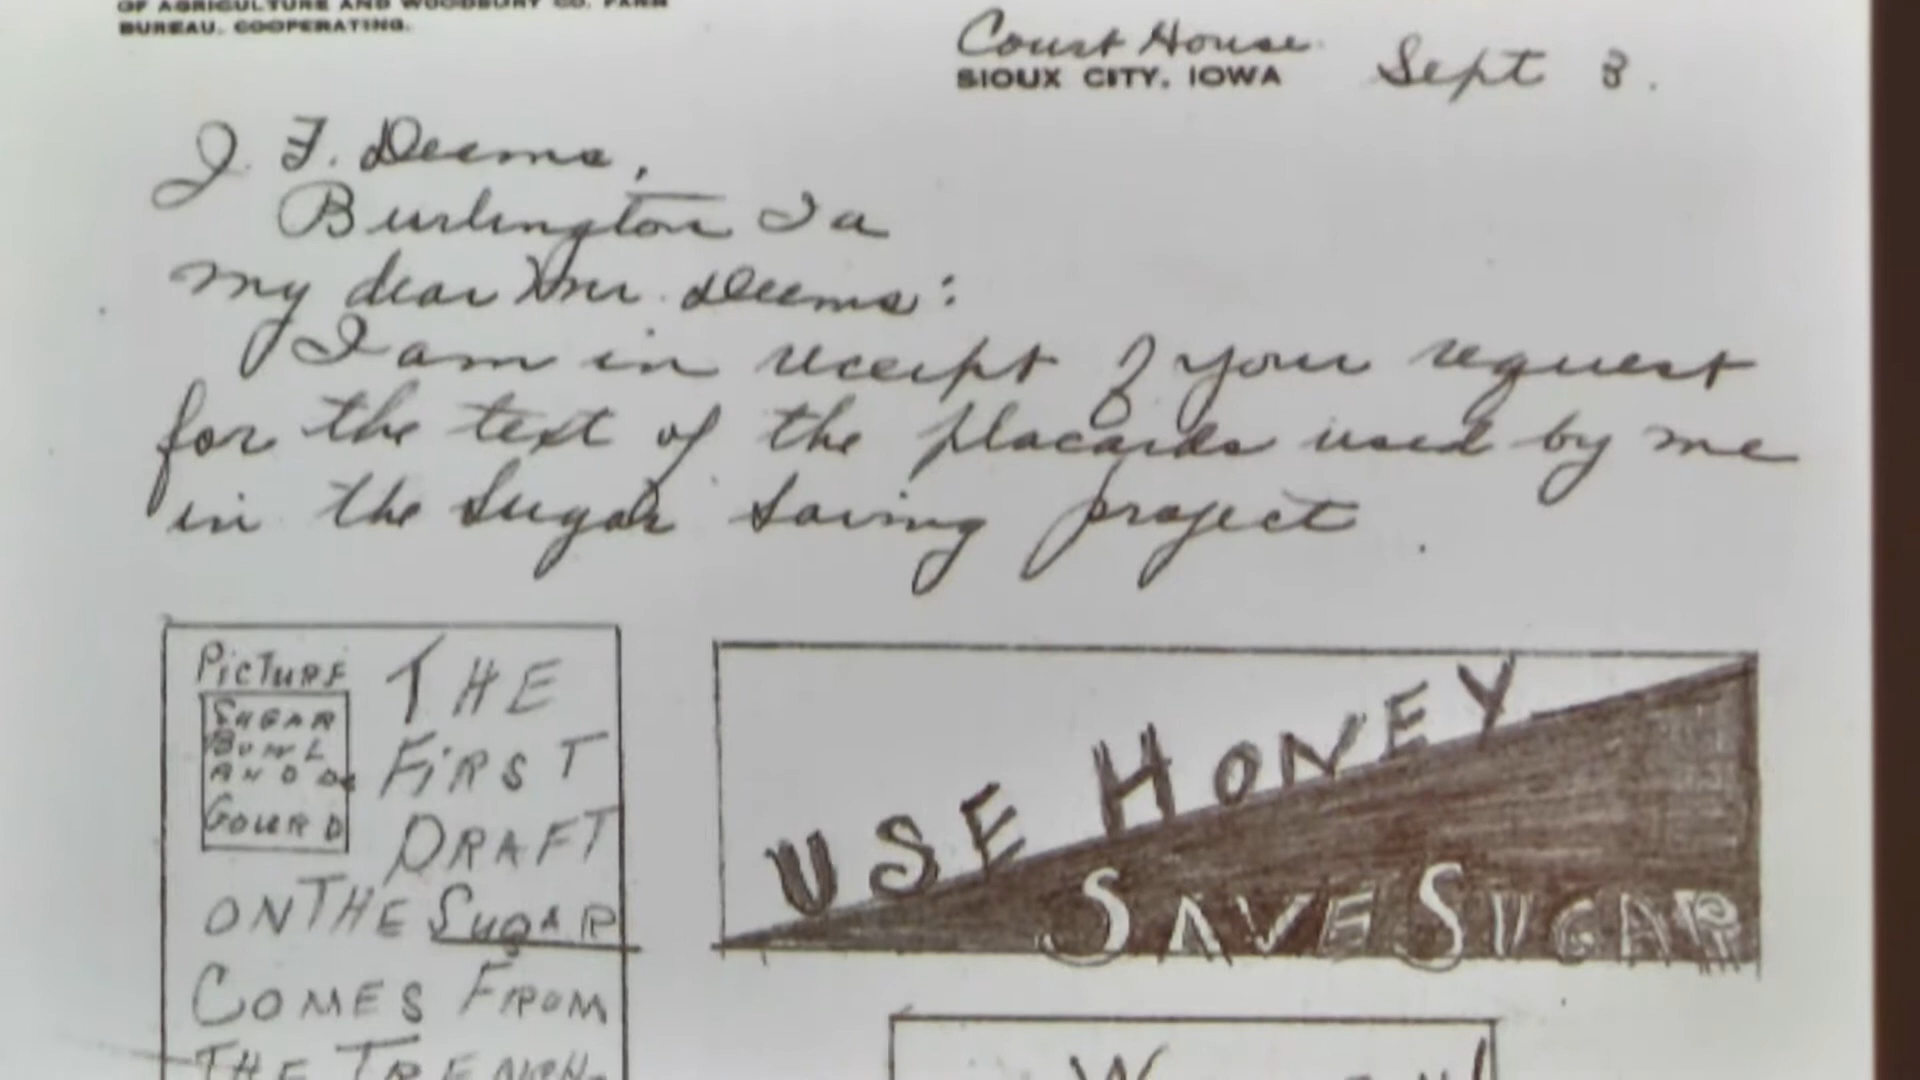 OF AGRICULTURE AND WOODBURY CO. FARM
BUREAU, COOPERATING.
Court House
SIOUX CITY, IOWA Sept 3.
J. F. Deems,
Burlington Ia
My dear Mr. Deems:
I am in receipt of your request
for the text of the placards used by me
in the sugar saving project.
PICTURE
SUGAR
BOWL
AND
GOURD
THE
FIRST
DRAFT
ON THE SUGAR
COMES FROM
THE TRENCH-
USE HONEY
SAVE SUGAR